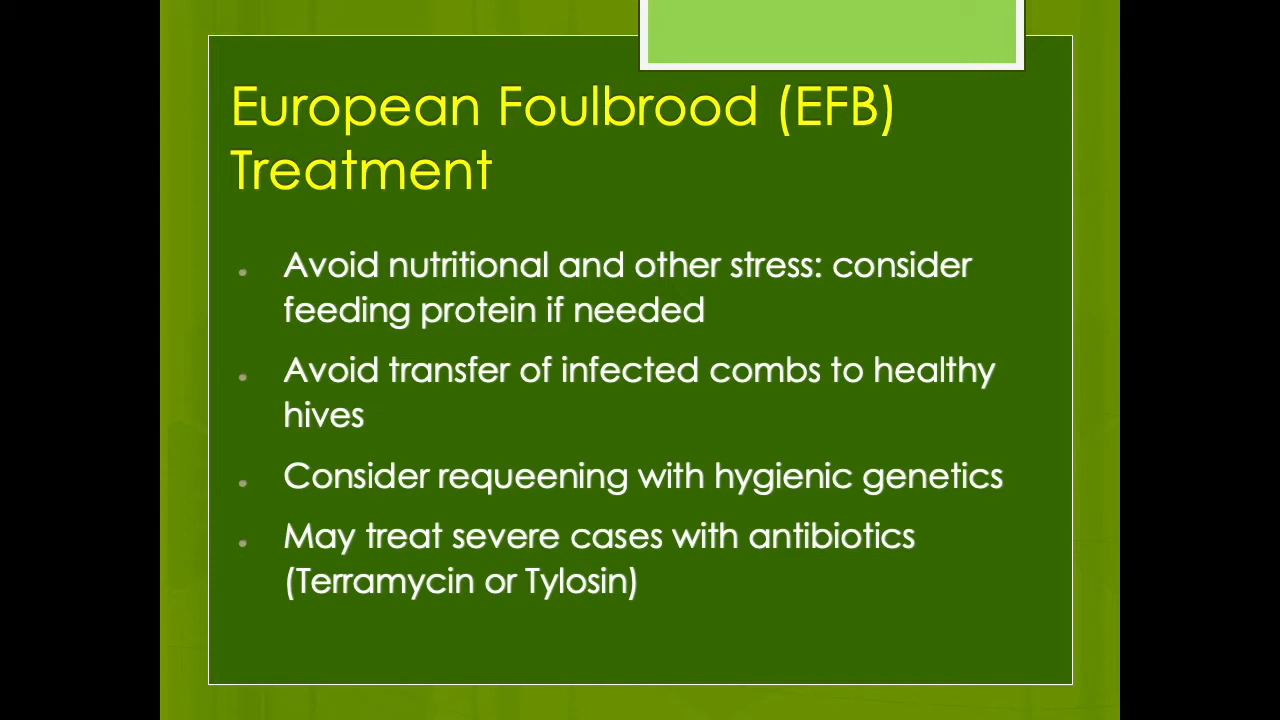 European Foulbrood (EFB)
Treatment
Avoid nutritional and other stress: consider
feeding protein if needed
Avoid transfer of infected combs to healthy
hives
Consider requeening with hygienic genetics
May treat severe cases with antibiotics
(Terramycin or Tylosin)